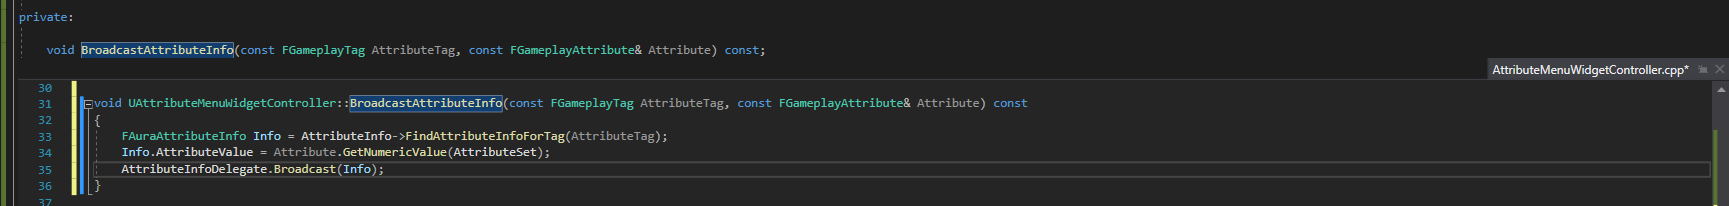 private:
void BroadcastAttributeInfo(const FGameplayTag AttributeTag, const FGameplayAttribute& Attribute) const;
AttributeMenuWidgetController.cpp*
30
31 void UAttributeMenuWidgetController::BroadcastAttributeInfo(const FGameplayTag AttributeTag, const FGameplayAttribute& Attribute) const
32 {
33 FAuraAttributeInfo Info = AttributeInfo->FindAttributeInfoForTag(AttributeTag);
34 Info.AttributeValue = Attribute.GetNumericValue(AttributeSet);
35 AttributeInfoDelegate.Broadcast(Info);
36 }
37